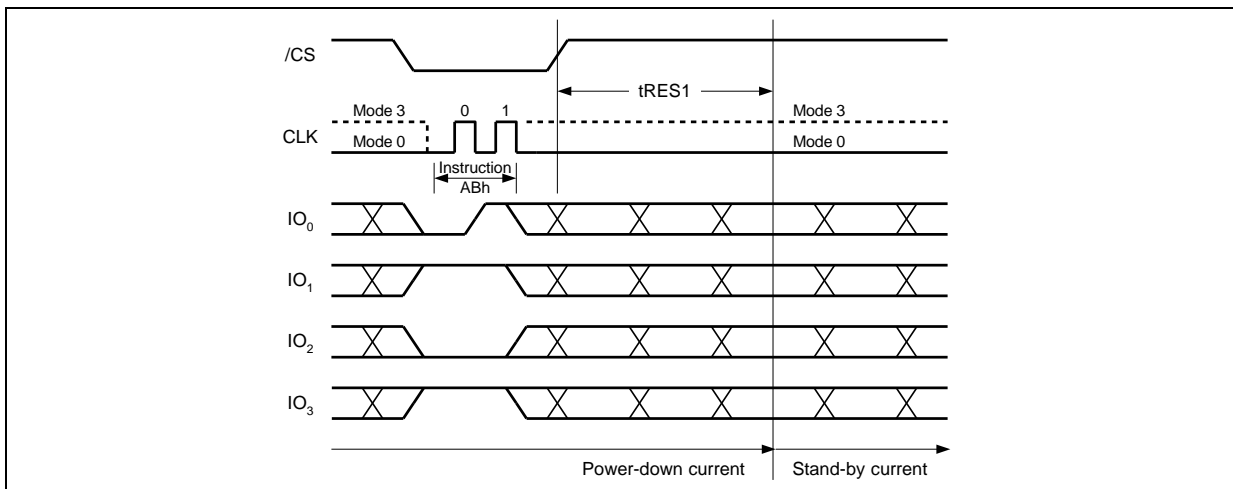 /CS
tRES1
Mode 3 0 1 Mode 3
CLK
Mode 0 Mode 0
Instruction
ABh
IO0
IO1
IO2
IO3
Power-down current Stand-by current